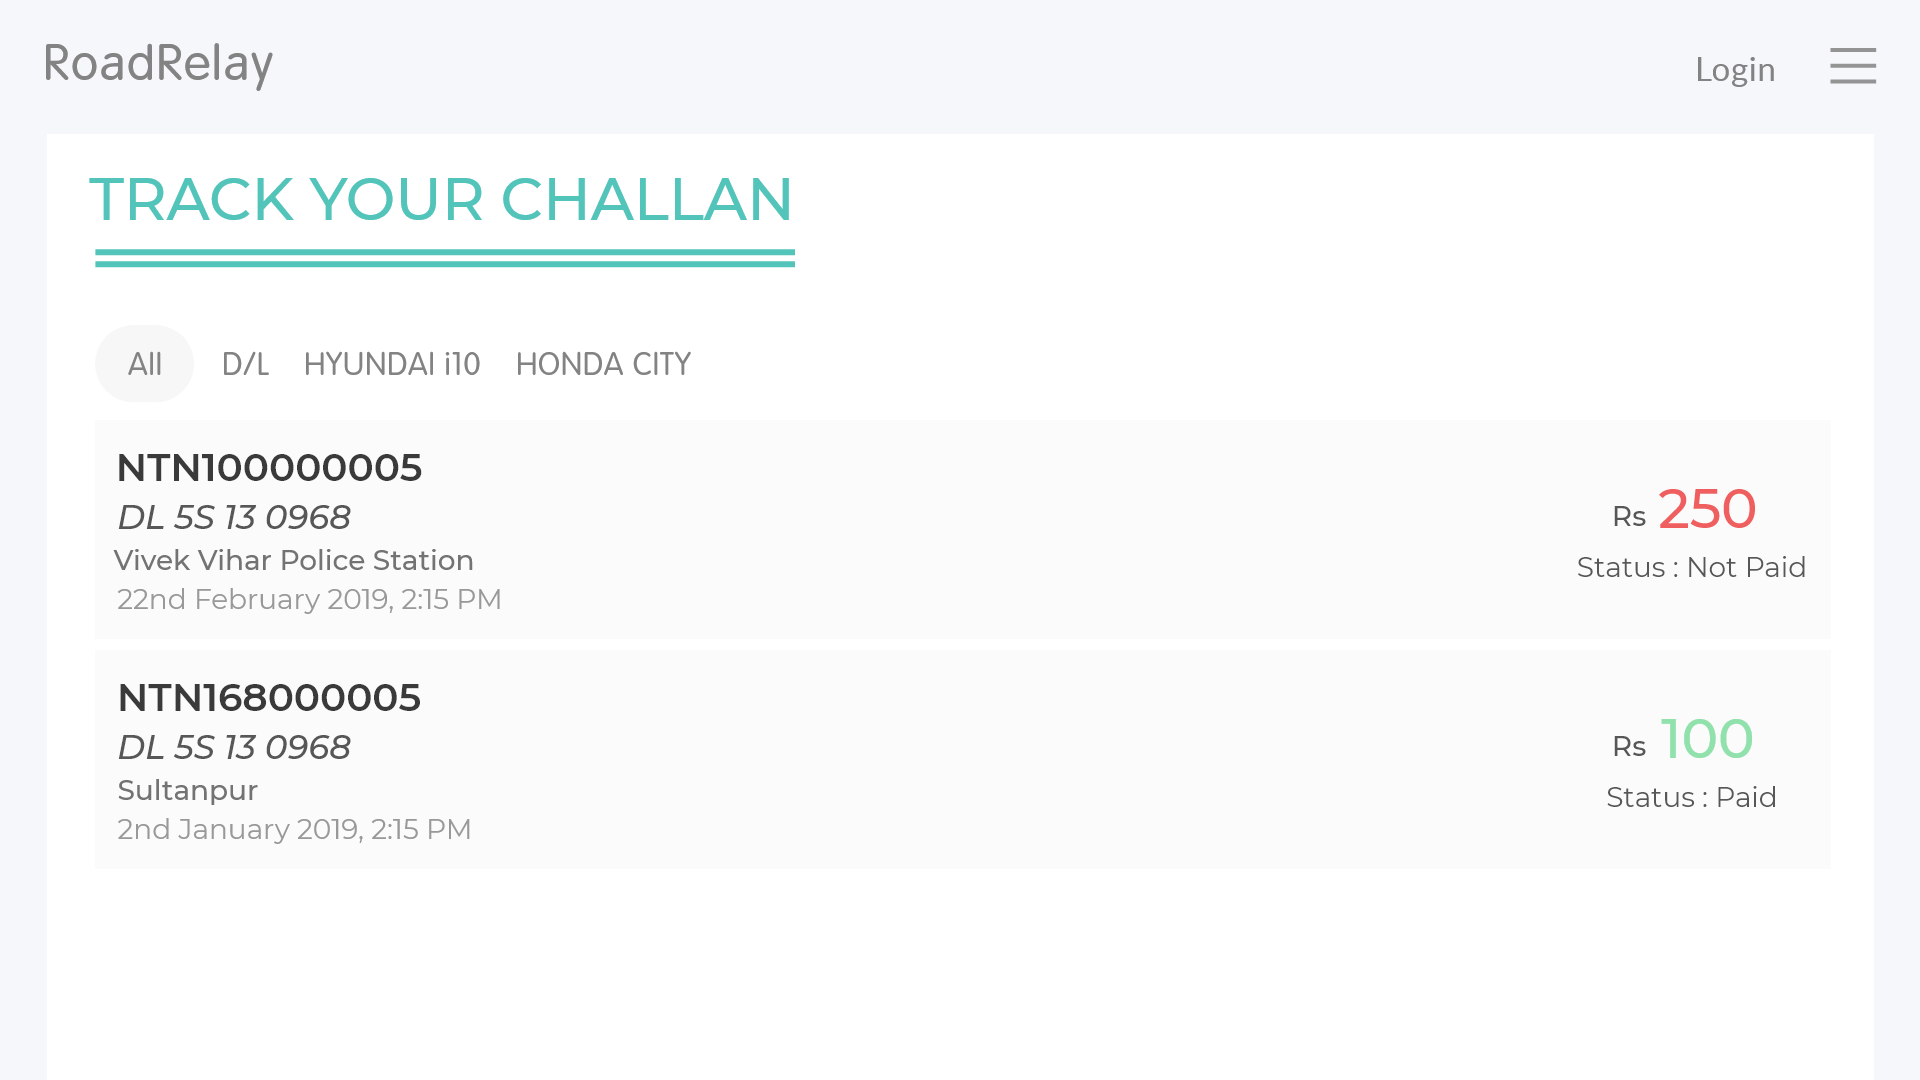 RoadRelay
Login
TRACK YOUR CHALLAN
All D/L HYUNDAI i10 HONDA CITY
NTN100000005
DL 5S 13 0968
Vivek Vihar Police Station
22nd February 2019, 2:15 PM
Rs 250
Status : Not Paid
NTN168000005
DL 5S 13 0968
Sultanpur
2nd January 2019, 2:15 PM
Rs 100
Status : Paid